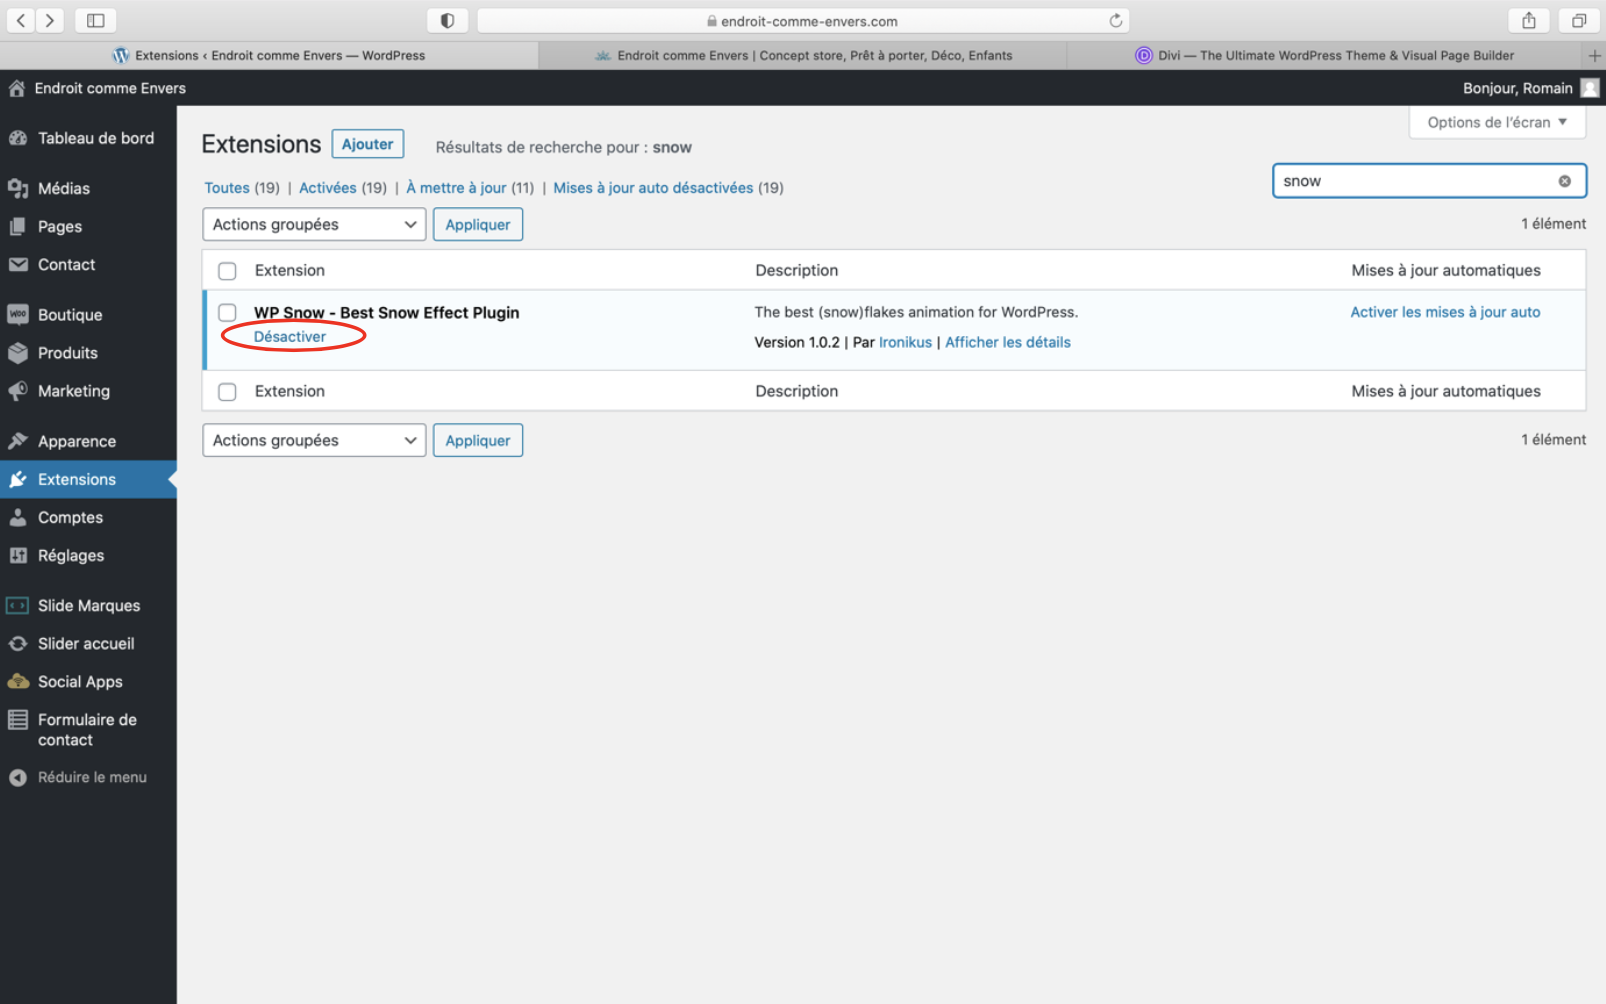 endroit-comme-envers.com
Extensions ‹ Endroit comme Envers — WordPress
Endroit comme Envers | Concept store, Prêt à porter, Déco, Enfants
Divi — The Ultimate WordPress Theme & Visual Page Builder
Endroit comme Envers
Bonjour, Romain
Options de l'écran
Tableau de bord
Médias
Pages
Contact
Boutique
Produits
Marketing
Apparence
Extensions
Comptes
Réglages
Slide Marques
Slider accueil
Social Apps
Formulaire de
contact
Réduire le menu
Extensions
Ajouter
Résultats de recherche pour : snow
Toutes (19) | Activées (19) | À mettre à jour (11) | Mises à jour auto désactivées (19)
snow
Actions groupées
Appliquer
1 élément
Extension
Description
Mises à jour automatiques
WP Snow - Best Snow Effect Plugin
Désactiver
The best (snow)flakes animation for WordPress.
Version 1.0.2 | Par Ironikus | Afficher les détails
Activer les mises à jour auto
Extension
Description
Mises à jour automatiques
Actions groupées
Appliquer
1 élément